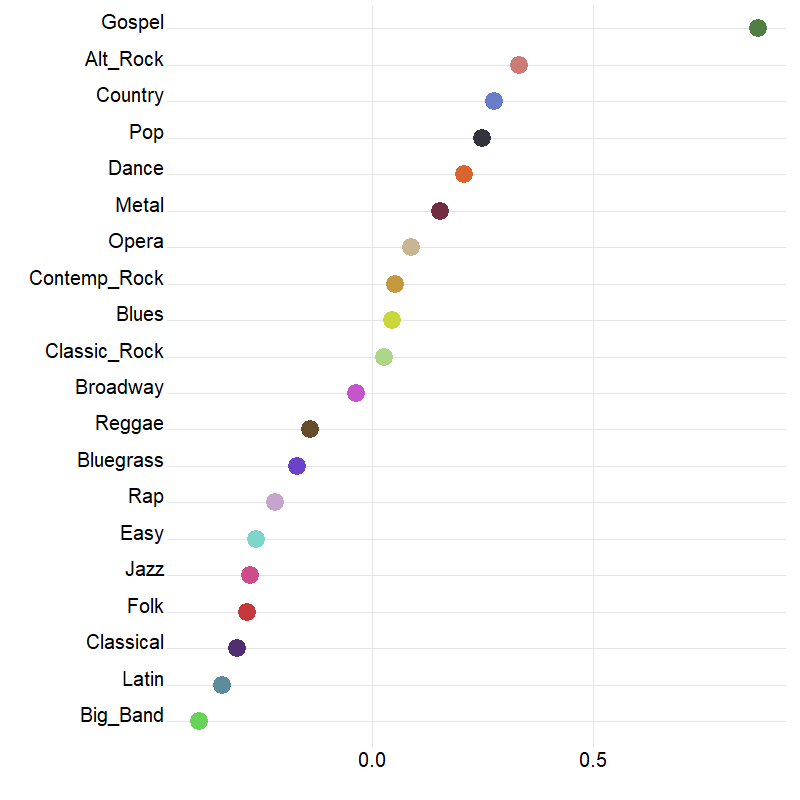 Gospel
Alt_Rock
Country
Pop
Dance
Metal
Opera
Contemp_Rock
Blues
Classic_Rock
Broadway
Reggae
Bluegrass
Rap
Easy
Jazz
Folk
Classical
Latin
Big_Band
0.0 0.5